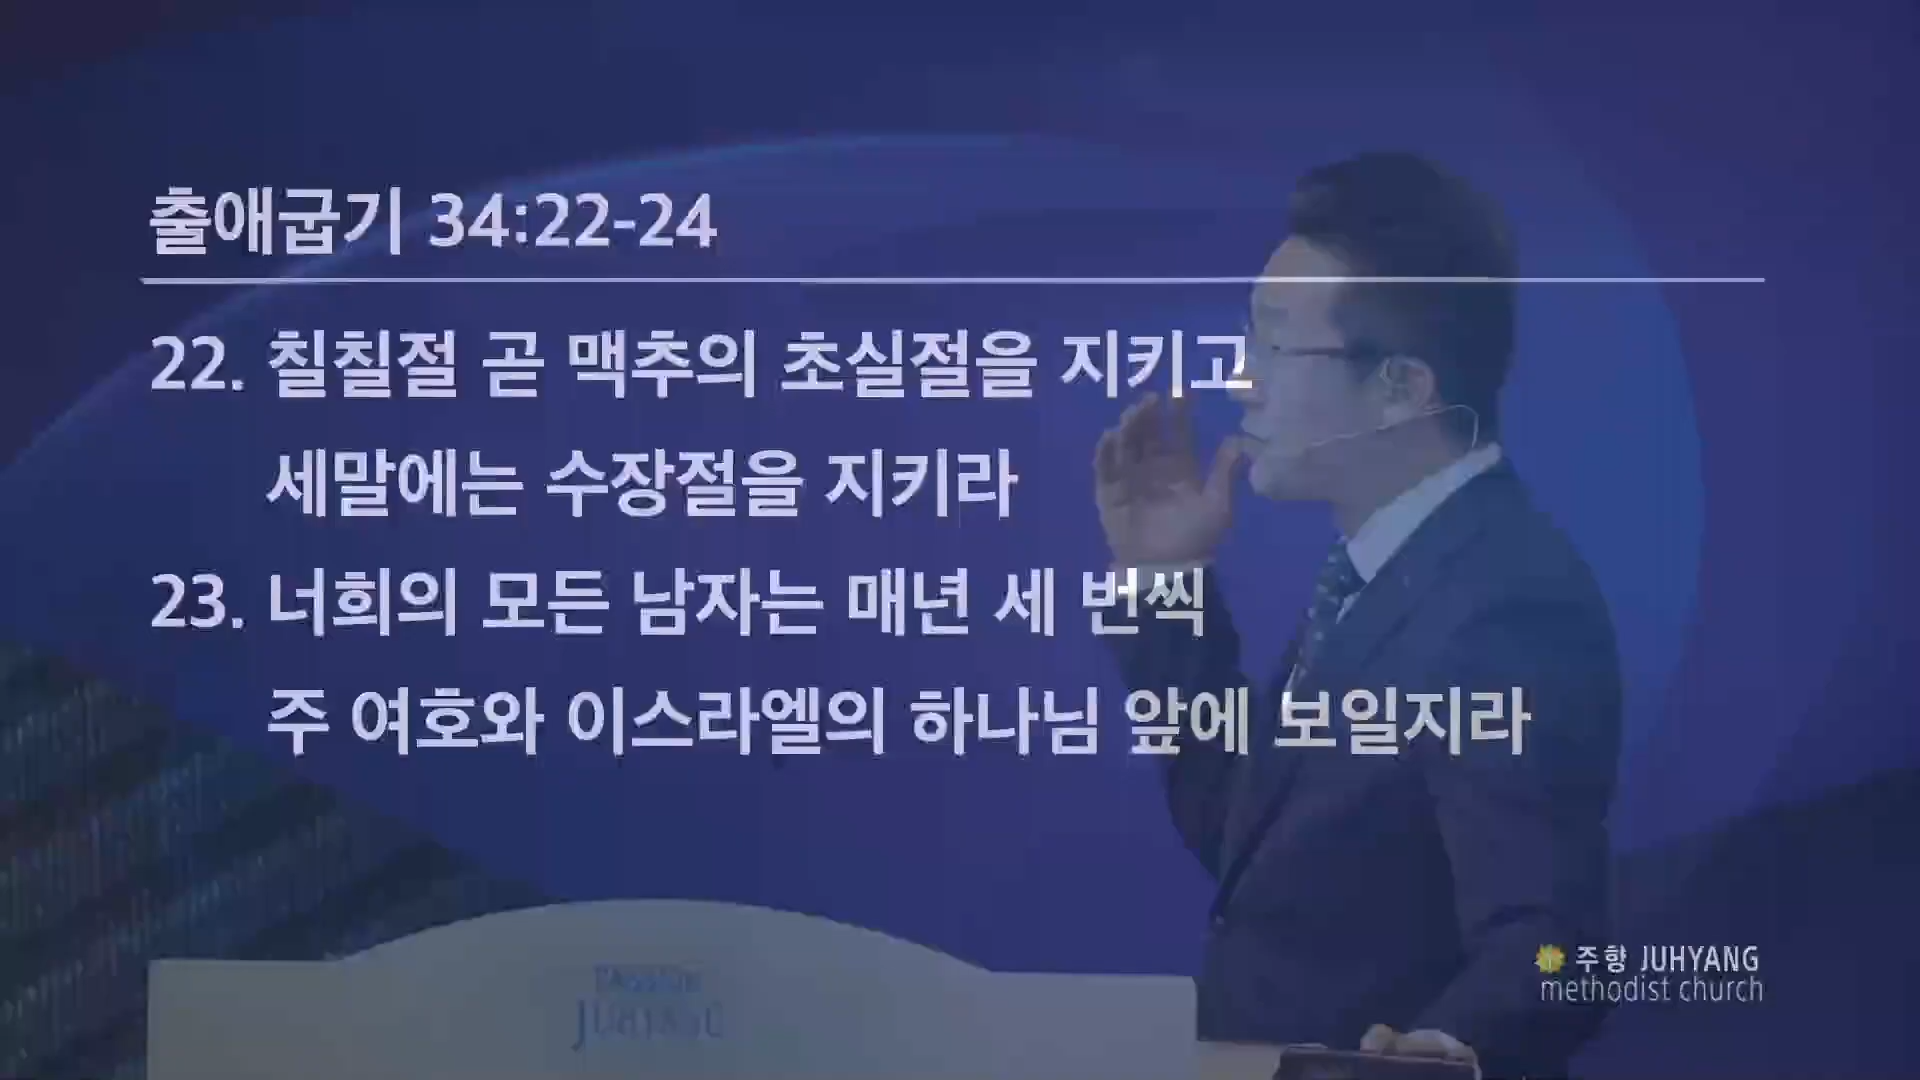 출애굽기 34:22-24
22. 칠칠절 곧 맥추의 초실절을 지키고
세말에는 수장절을 지키라
23. 너희의 모든 남자는 매년 세 번씩
주 여호와 이스라엘의 하나님 앞에 보일지라
주향 JUHYANG
methodist church
JUHYANG